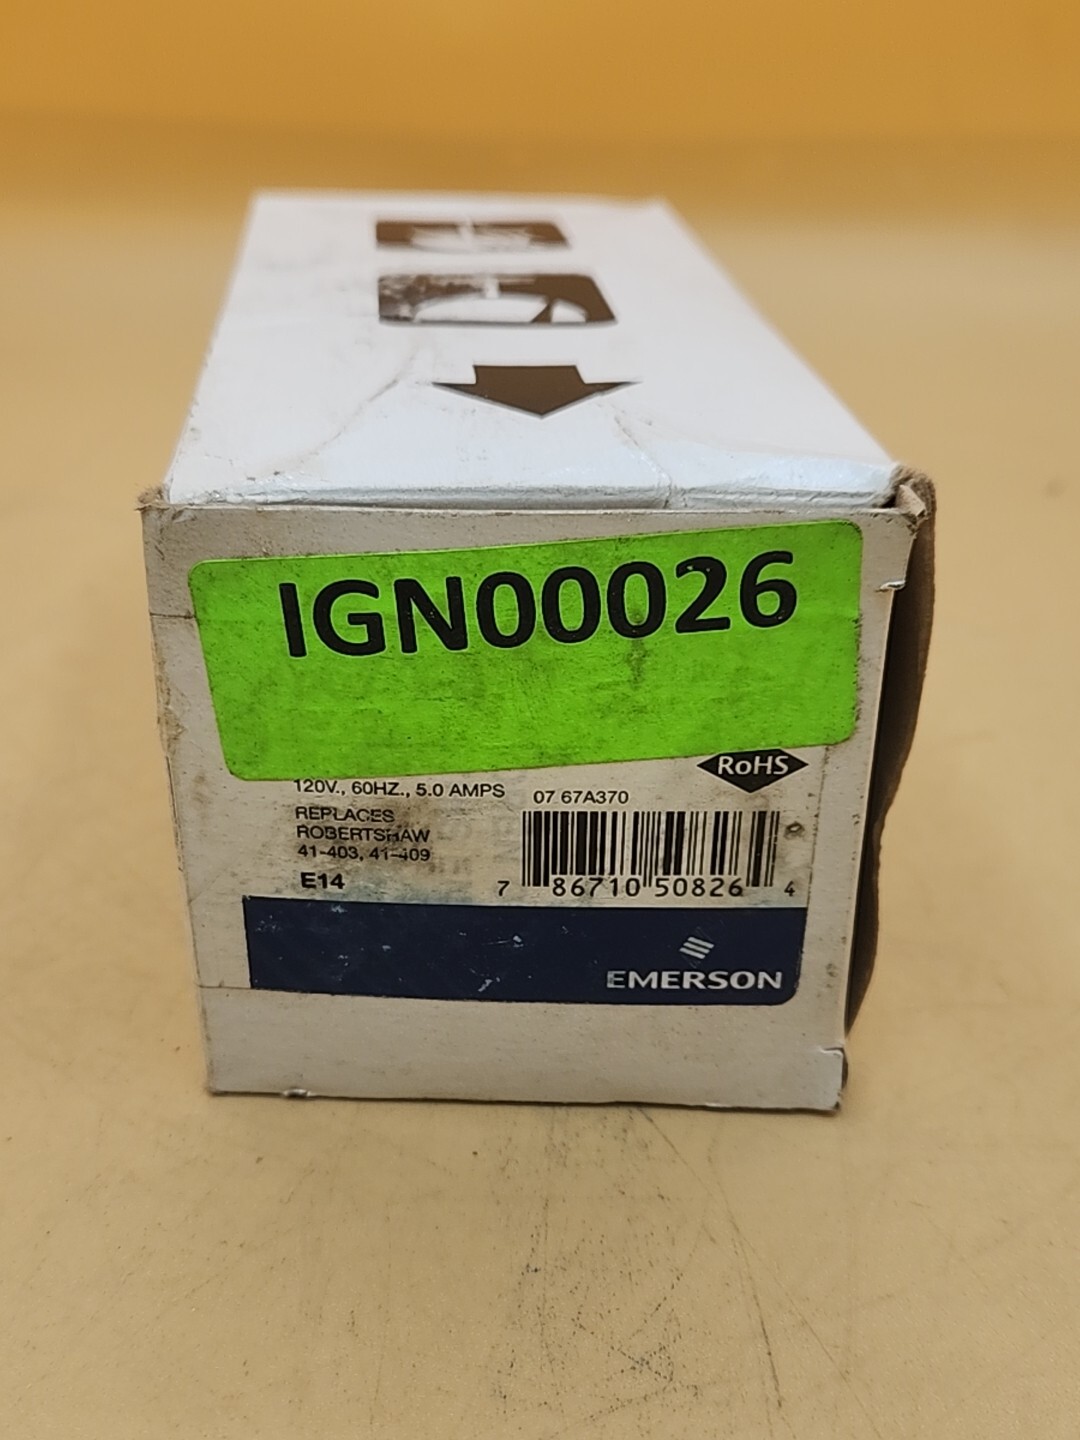 IGN00026
RoHS
120V., 60HZ., 5.0 AMPS 07 67A370
REPLACES
ROBERTSHAW
41-403, 41-409
E14
7 86710 50826 4
EMERSON